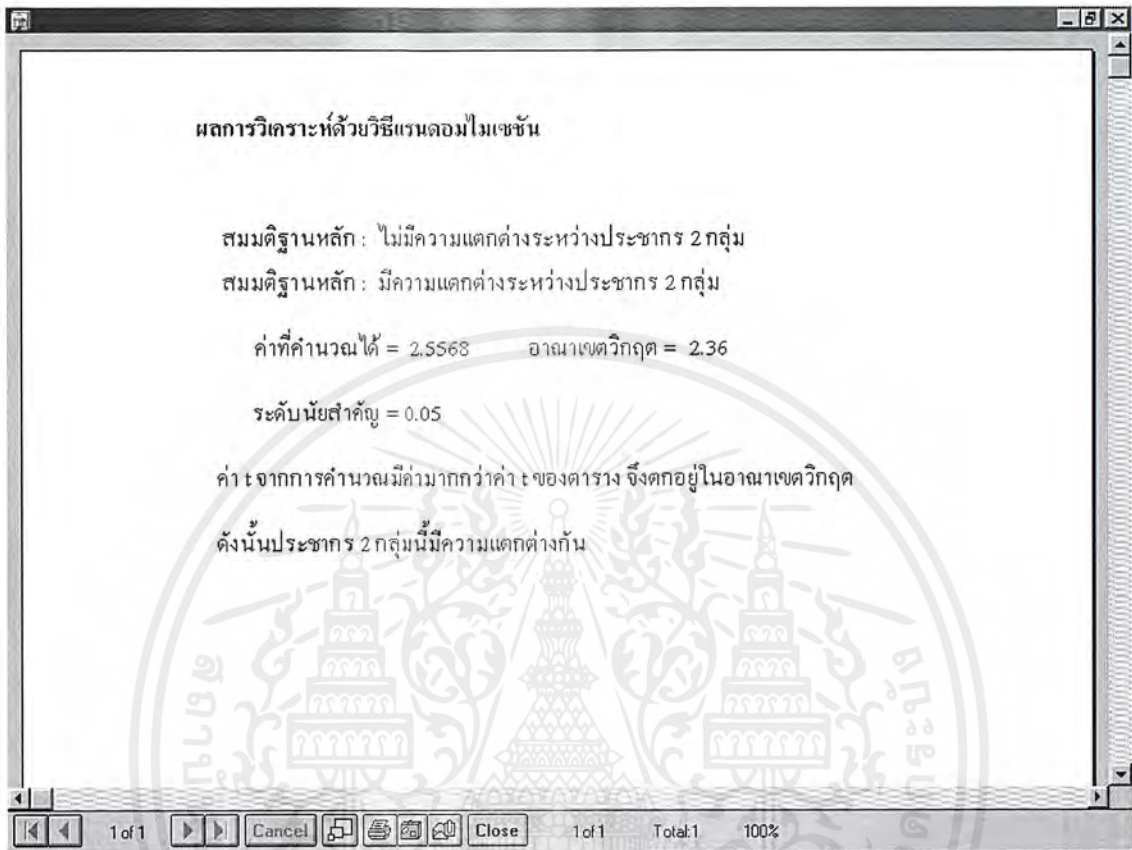 ผลการวิเคราะห์ด้วยวิธีแรนดอมไมเซชัน
สมมติฐานหลัก : ไม่มีความแตกต่างระหว่างประชากร 2 กลุ่ม
สมมติฐานหลัก : มีความแตกต่างระหว่างประชากร 2 กลุ่ม
ค่าที่คำนวณได้ = 2.5568 อาณาเขตวิกฤต = 2.36
ระดับนัยสำคัญ = 0.05
ค่า t จากการคำนวณมีค่ามากกว่าค่า t ของตาราง จึงตกอยู่ในอาณาเขตวิกฤต
ดังนั้นประชากร 2 กลุ่มนี้มีความแตกต่างกัน
1 of 1 Cancel Close 1 of 1 Total:1 100%